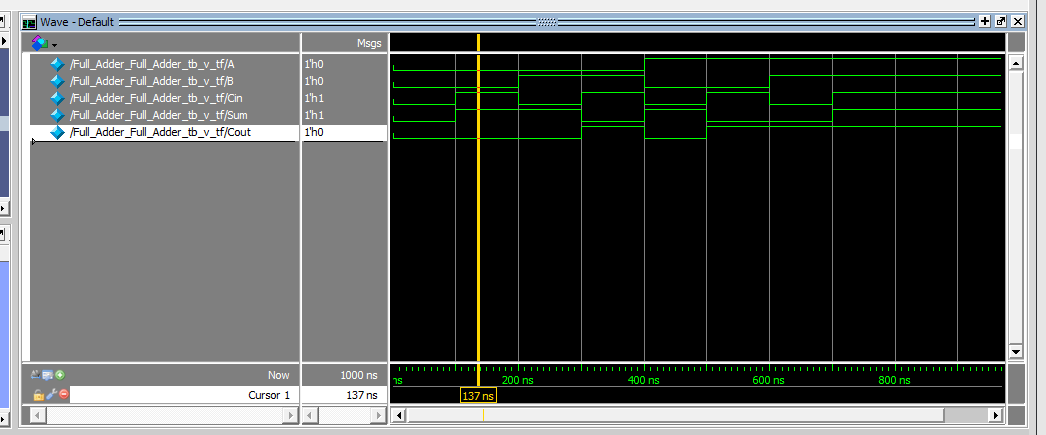 Wave - Default
Msgs
/Full_Adder_Full_Adder_tb_v_tf/A 1'h0
/Full_Adder_Full_Adder_tb_v_tf/B 1'h0
/Full_Adder_Full_Adder_tb_v_tf/Cin 1'h1
/Full_Adder_Full_Adder_tb_v_tf/Sum 1'h1
/Full_Adder_Full_Adder_tb_v_tf/Cout 1'h0
Now 1000 ns ns 200 ns 400 ns 600 ns 800 ns
Cursor 1 137 ns 137 ns